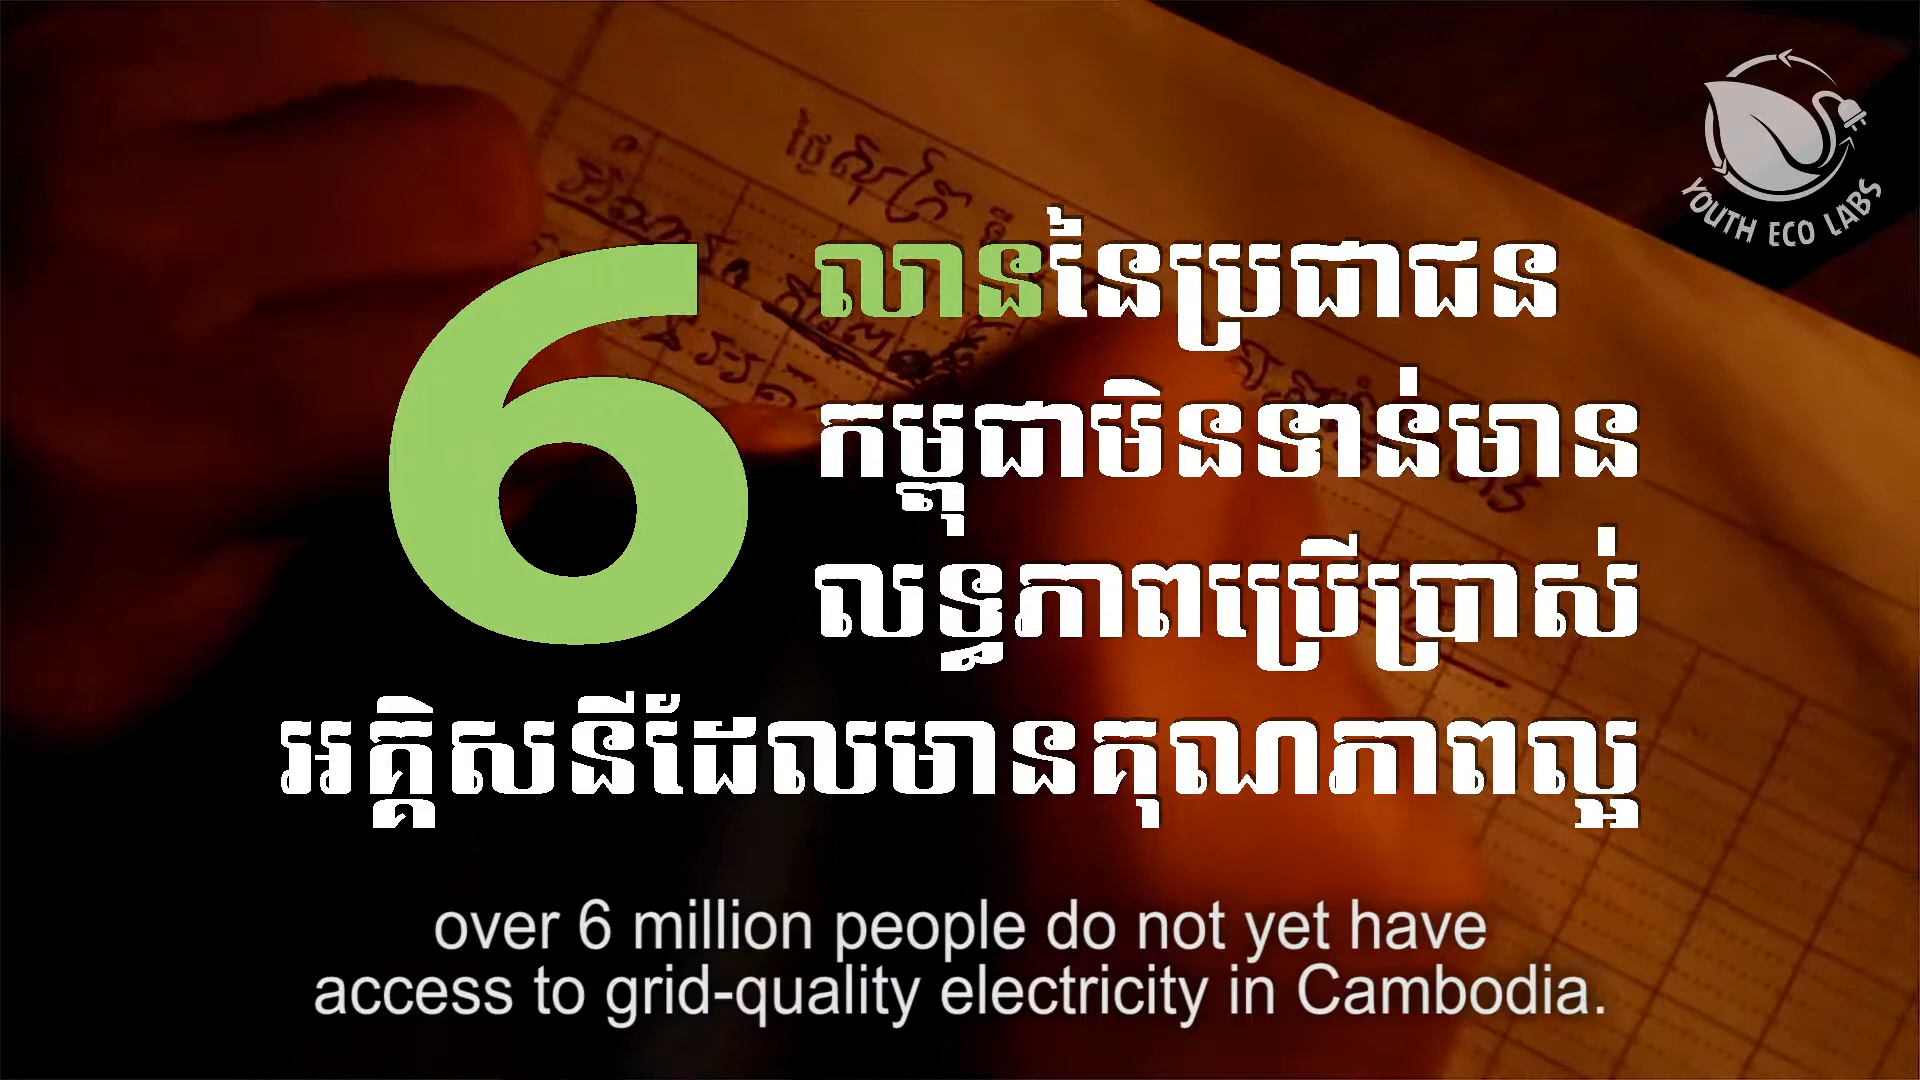 YOUTH ECO LABS
6
លាននៃប្រជាជន
កម្ពុជាមិនទាន់មាន
លទ្ធភាពប្រើប្រាស់
អគ្គិសនីដែលមានគុណភាពល្អ
over 6 million people do not yet have
access to grid-quality electricity in Cambodia.